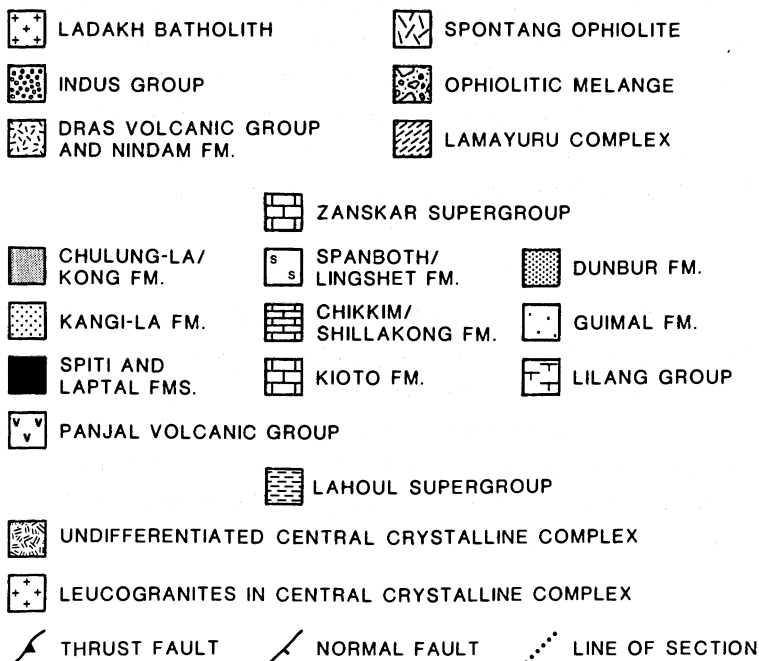 LADAKH BATHOLITH
SPONTANG OPHIOLITE
INDUS GROUP
OPHIOLITIC MELANGE
DRAS VOLCANIC GROUP
AND NINDAM FM.
LAMAYURU COMPLEX
ZANSKAR SUPERGROUP
CHULUNG-LA/
KONG FM.
s s
SPANBOTH/
LINGSHET FM.
DUNBUR FM.
KANGI-LA FM.
CHIKKIM/
SHILLAKONG FM.
GUIMAL FM.
SPITI AND
LAPTAL FMS.
KIOTO FM.
LILANG GROUP
PANJAL VOLCANIC GROUP
LAHOUL SUPERGROUP
UNDIFFERENTIATED CENTRAL CRYSTALLINE COMPLEX
LEUCOGRANITES IN CENTRAL CRYSTALLINE COMPLEX
THRUST FAULT
NORMAL FAULT
LINE OF SECTION